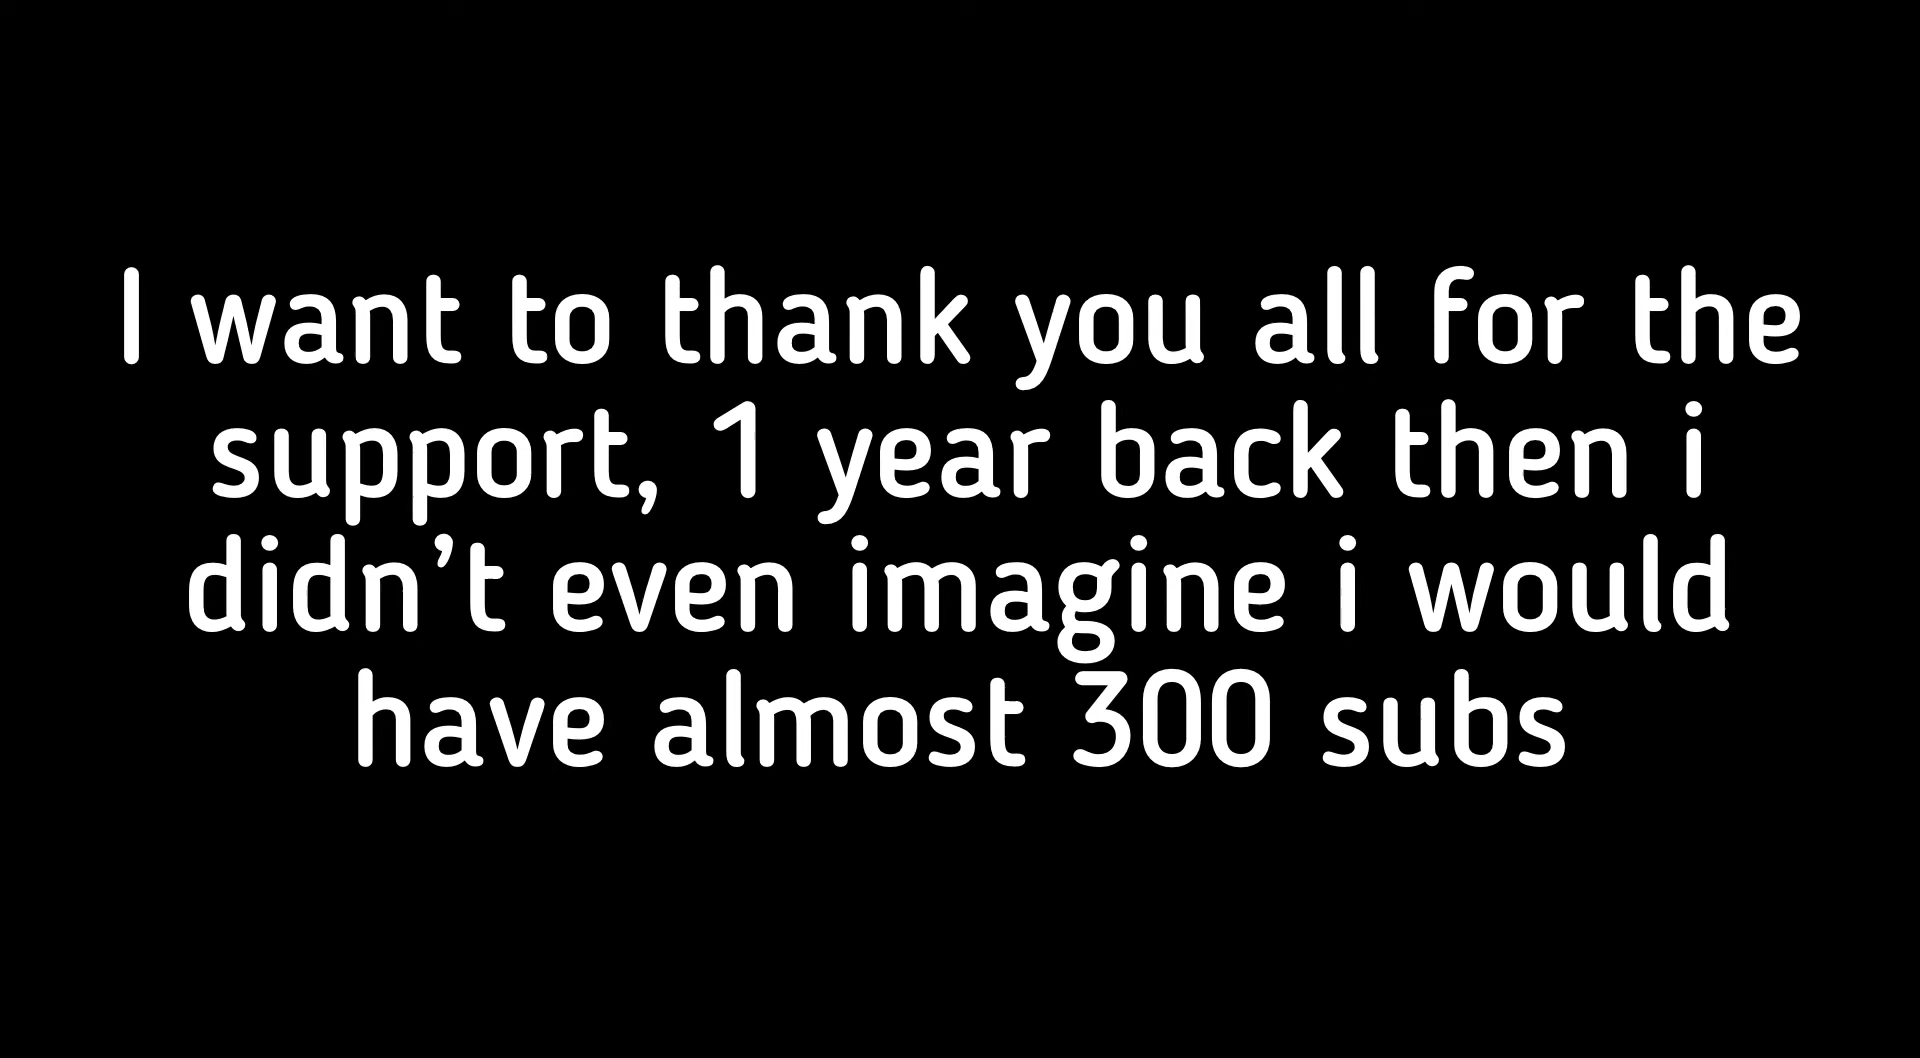 I want to thank you all for the
support, 1 year back then i
didn’t even imagine i would
have almost 300 subs